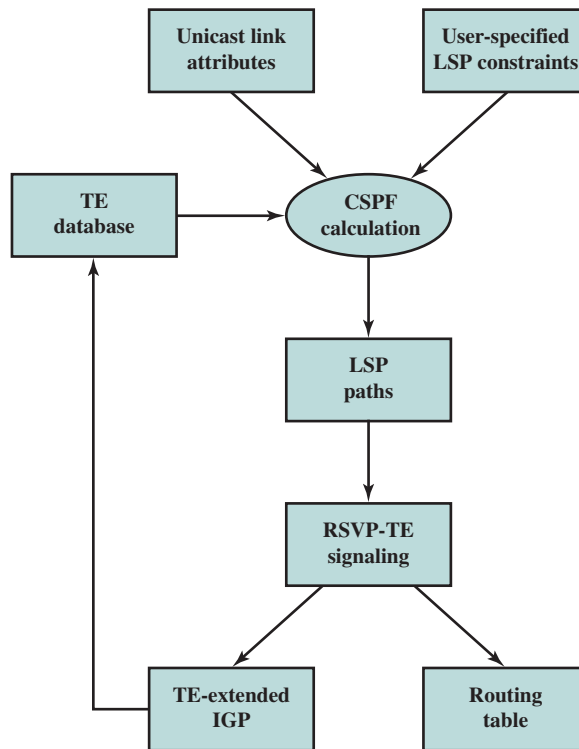 Unicast link
attributes
User-specified
LSP constraints
TE
database
CSPF
calculation
LSP
paths
RSVP-TE
signaling
TE-extended
IGP
Routing
table